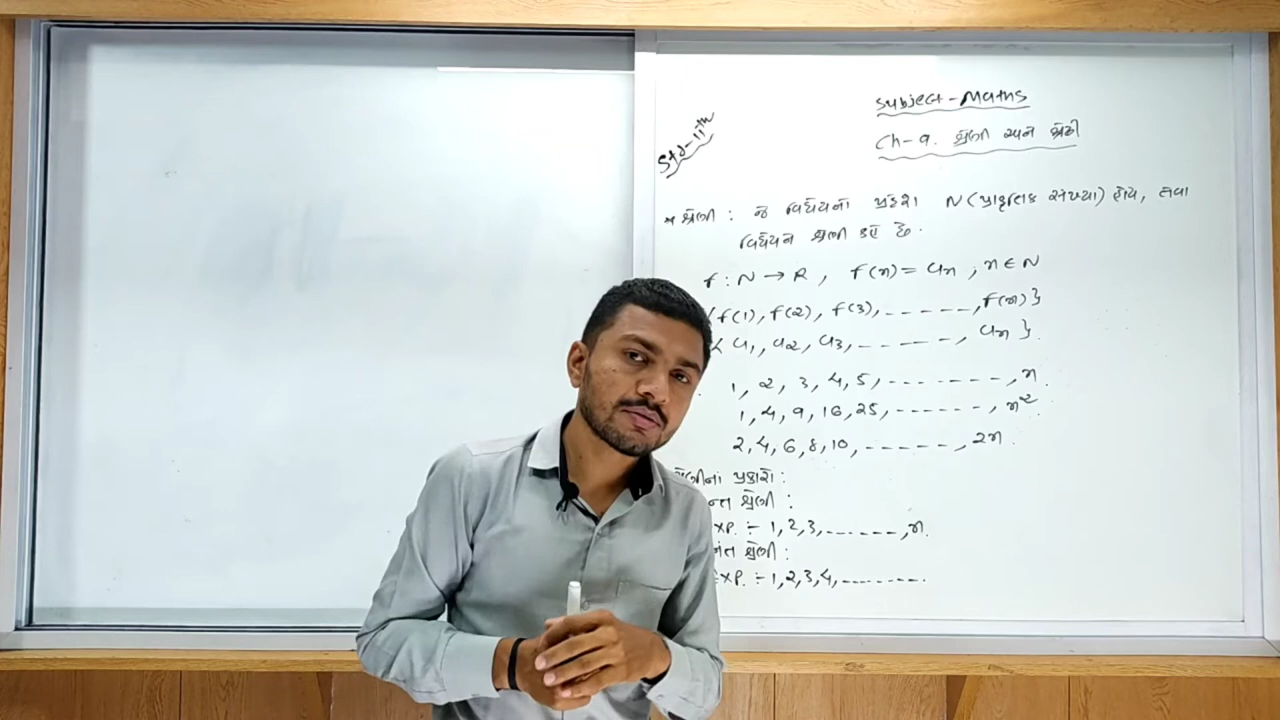 Subject-Maths
Std-11th
Ch-9. શ્રેણી અને શ્રેઢી
* શ્રેણી : જે વિધેયનો પ્રદેશ N (પ્રાકૃતિક સંખ્યા) હોય, તેવા
વિધેયને શ્રેણી કહે છે.
f : N → R , f(n) = an , n ∈ N
{f(1), f(2), f(3), ------, f(n)}
{ a1, a2, a3, ------, an }.
1, 2, 3, 4, 5, --------, n.
1, 4, 9, 16, 25, ------, n².
2, 4, 6, 8, 10, ------, 2n.
શ્રેણીના પ્રકારો :
ન્ત શ્રેણી :
xp. :- 1, 2, 3, -------, n.
નંત શ્રેણી :
Exp. :- 1, 2, 3, 4, --------.